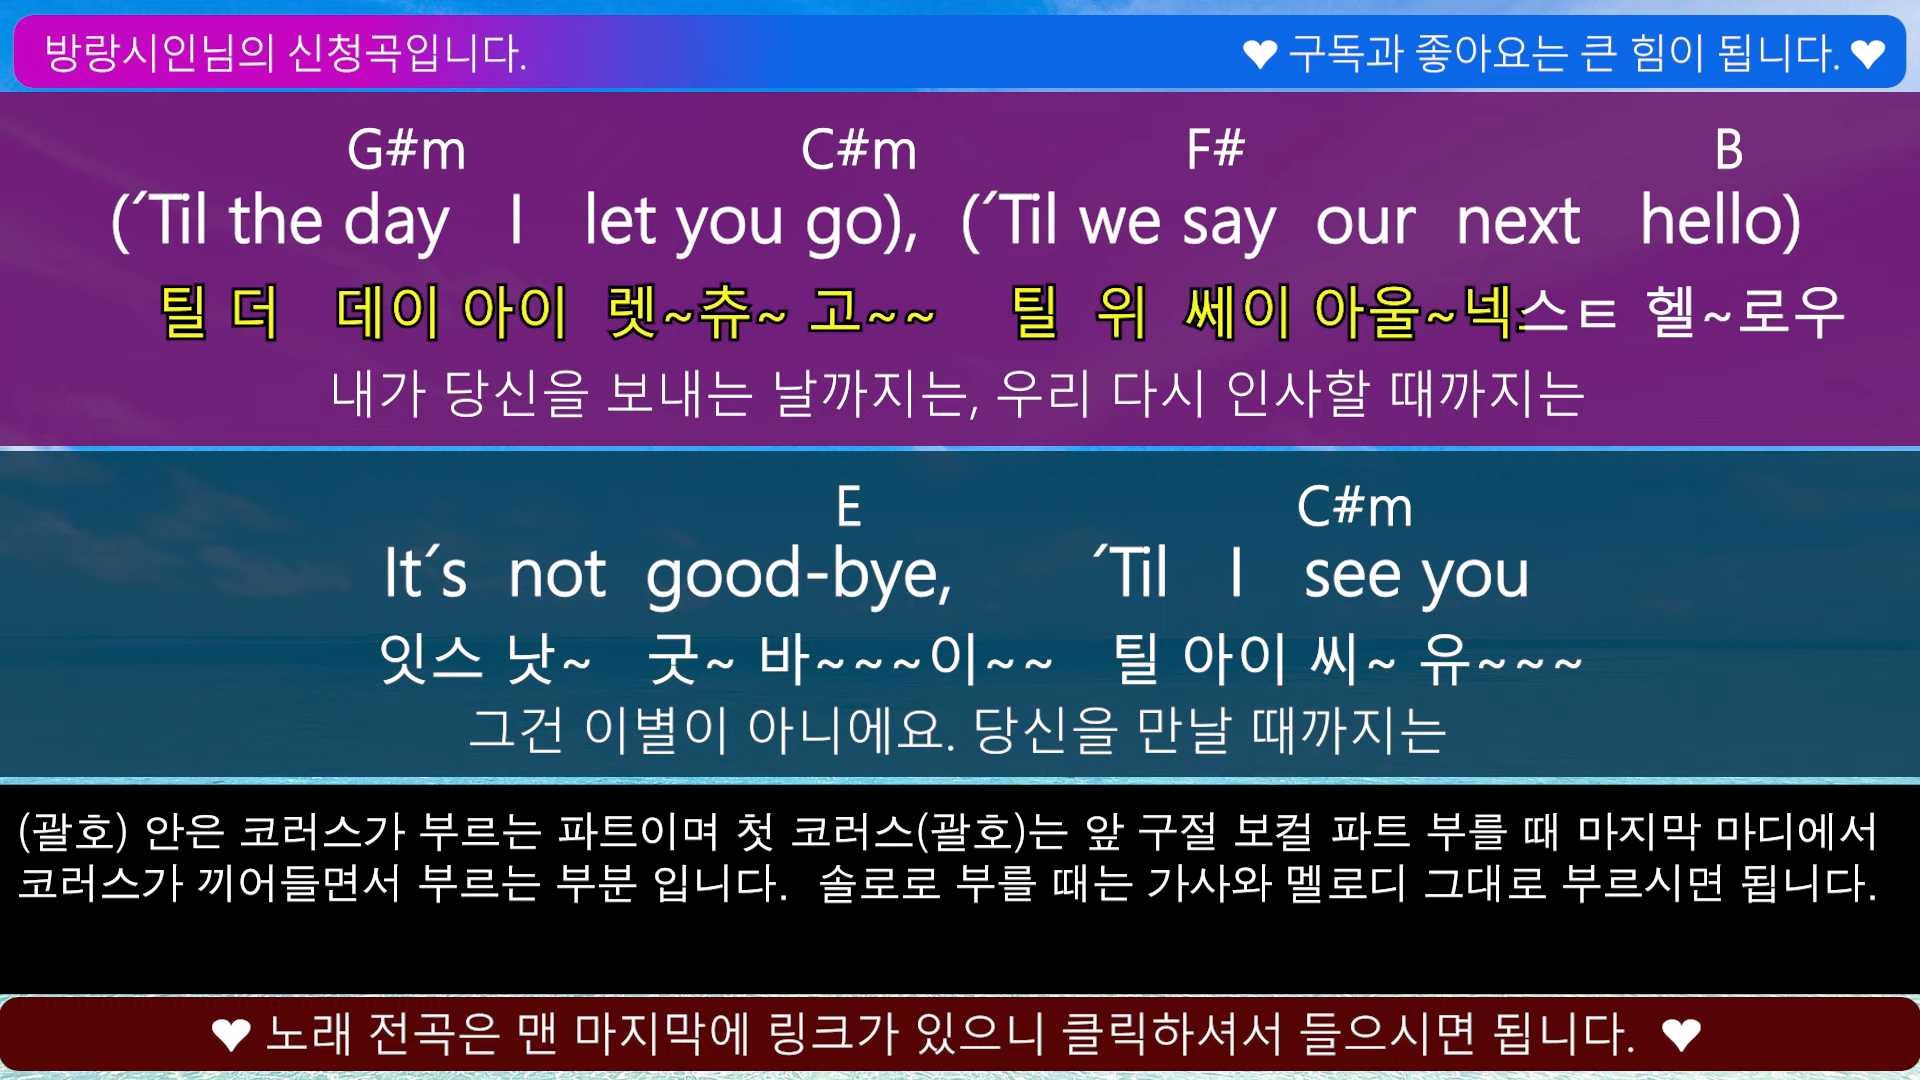 방랑시인님의 신청곡입니다.
♥ 구독과 좋아요는 큰 힘이 됩니다. ♥
G#m C#m F# B
(´Til the day I let you go), (´Til we say our next hello)
틸 더 데이 아이 렛~츄~ 고~~ 틸 위 쎄이 아울~넥스ㅌ 헬~로우
내가 당신을 보내는 날까지는, 우리 다시 인사할 때까지는
E C#m
It´s not good-bye, ´Til I see you
잇스 낫~ 굿~ 바~~~이~~ 틸 아이 씨~ 유~~~
그건 이별이 아니에요. 당신을 만날 때까지는
(괄호) 안은 코러스가 부르는 파트이며 첫 코러스(괄호)는 앞 구절 보컬 파트 부를 때 마지막 마디에서
코러스가 끼어들면서 부르는 부분 입니다. 솔로로 부를 때는 가사와 멜로디 그대로 부르시면 됩니다.
♥ 노래 전곡은 맨 마지막에 링크가 있으니 클릭하셔서 들으시면 됩니다. ♥